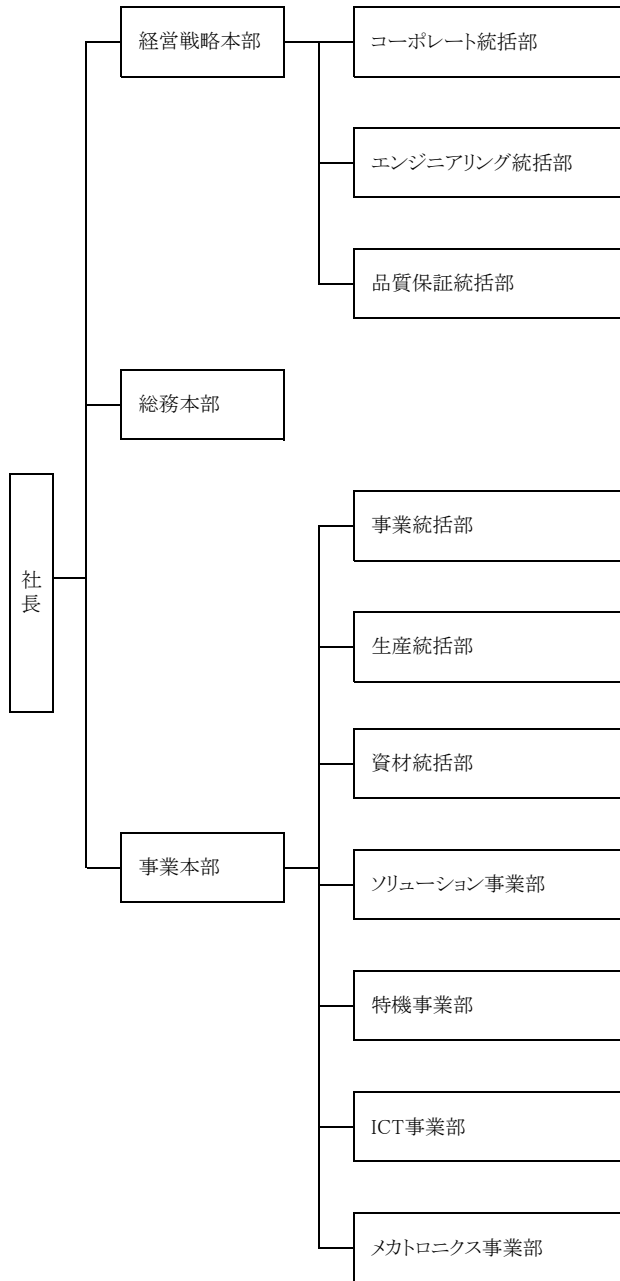 社長
経営戦略本部
コーポレート統括部
エンジニアリング統括部
品質保証統括部
総務本部
事業本部
事業統括部
生産統括部
資材統括部
ソリューション事業部
特機事業部
ICT事業部
メカトロニクス事業部